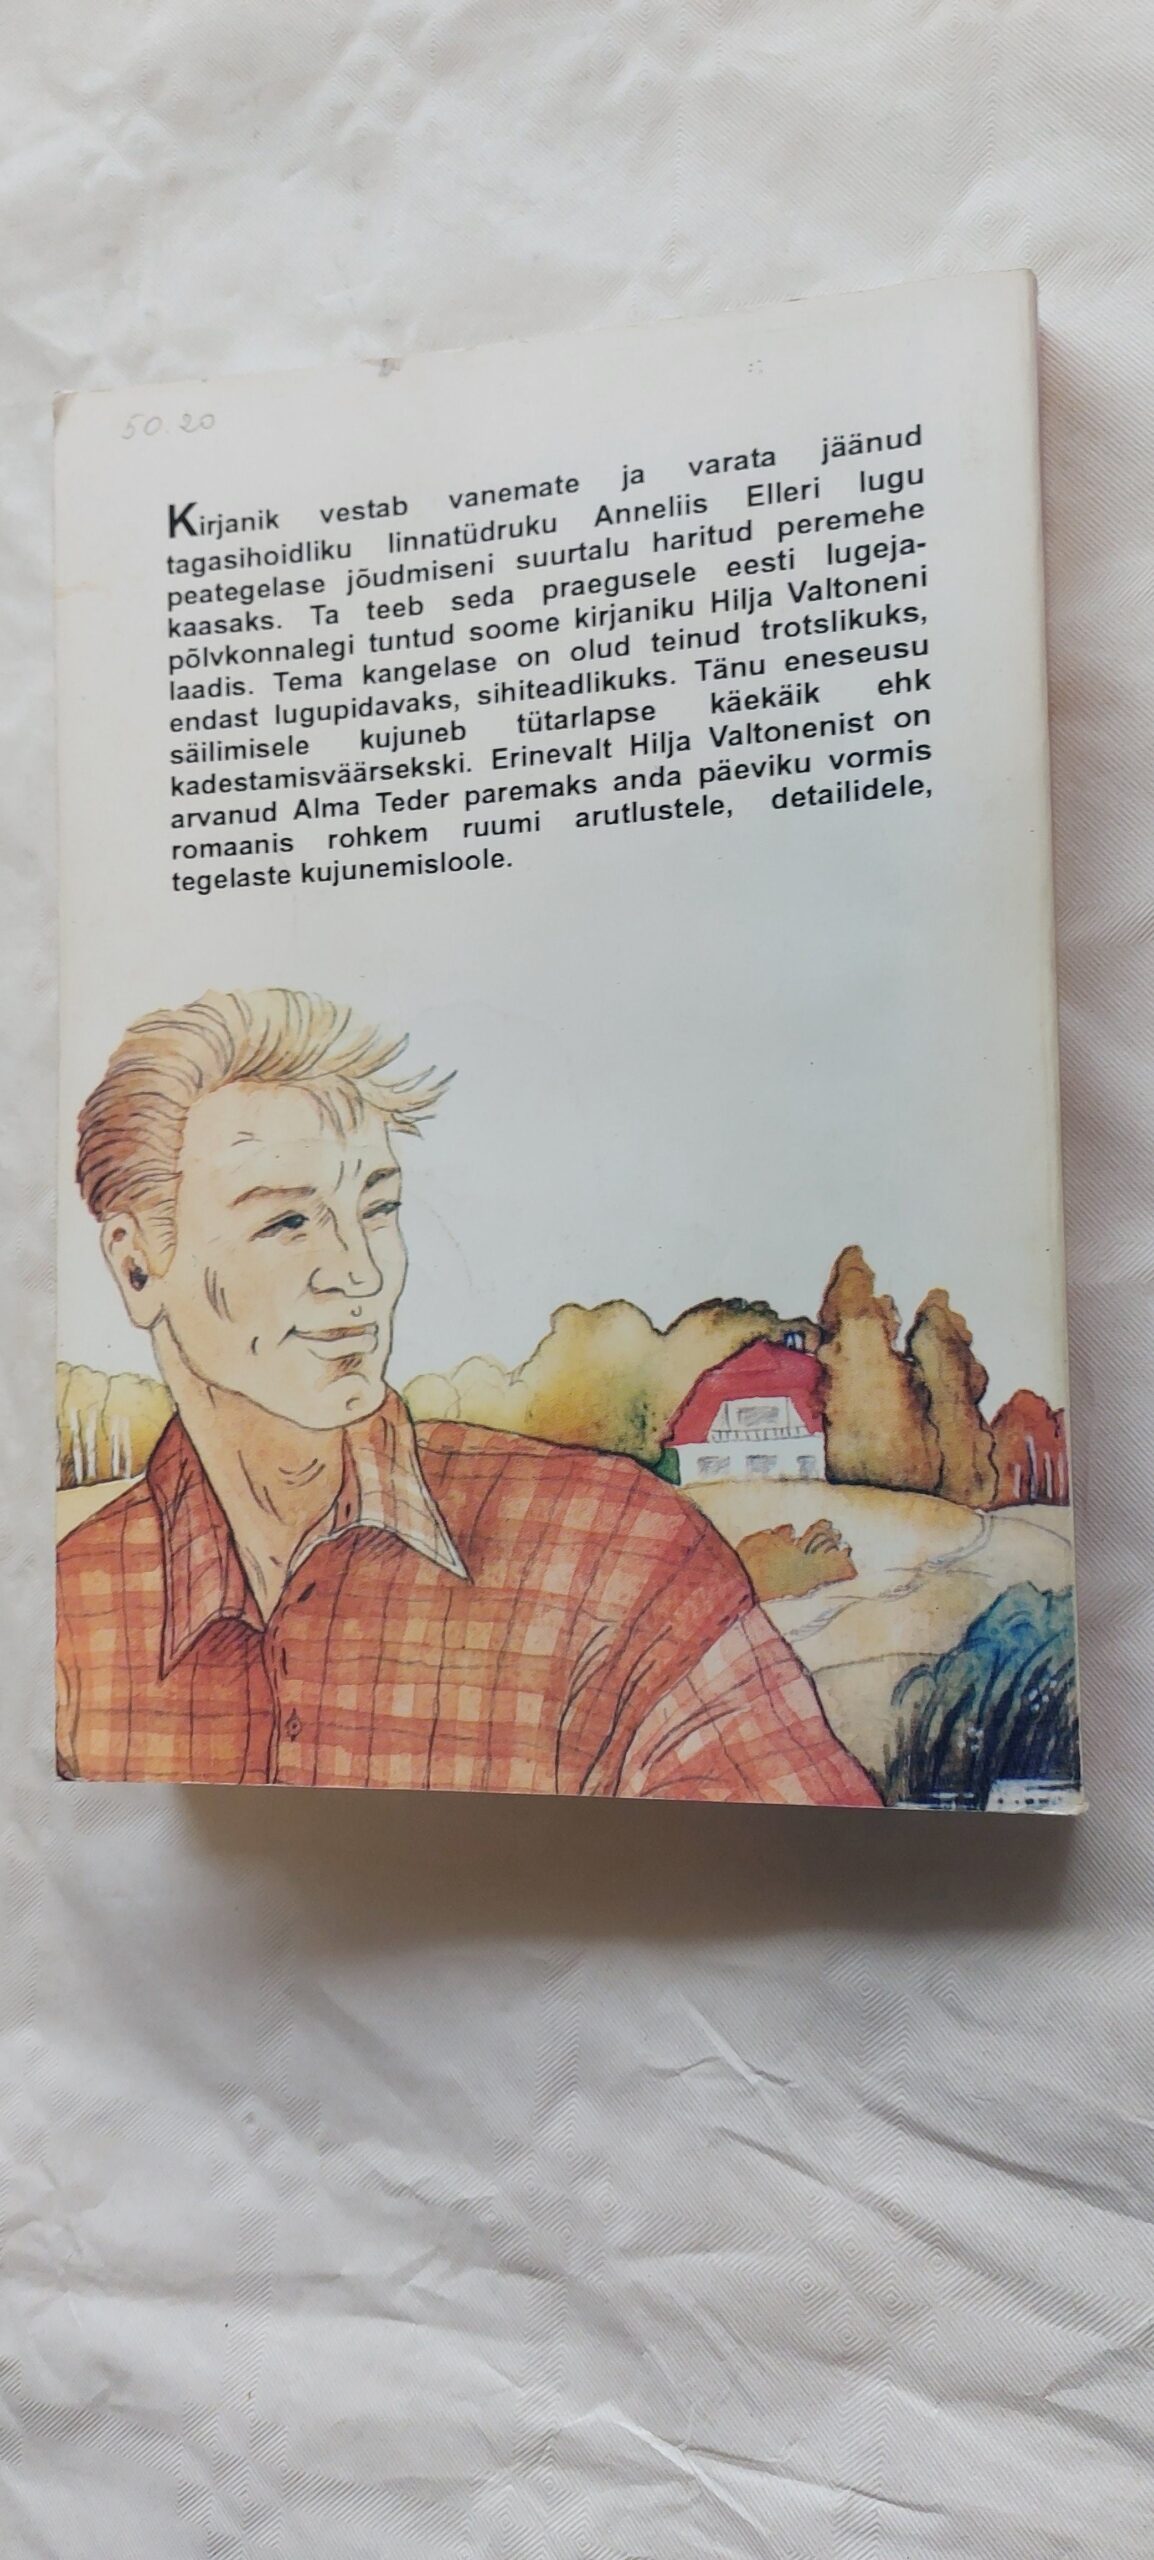 50.20
Kirjanik vestab vanemate ja varata jäänud
tagasihoidliku linnatüdruku Anneliis Elleri lugu
peategelase jõudmiseni suurtalu haritud peremehe
kaasaks. Ta teeb seda praegusele eesti lugeja-
põlvkonnalegi tuntud soome kirjaniku Hilja Valtoneni
laadis. Tema kangelase on olud teinud trotslikuks,
endast lugupidavaks, sihiteadlikuks. Tänu eneseusu
säilimisele kujuneb tütarlapse käekäik ehk
kadestamisväärsekski. Erinevalt Hilja Valtonenist on
arvanud Alma Teder paremaks anda päeviku vormis
romaanis rohkem ruumi arutlustele, detailidele,
tegelaste kujunemisloole.